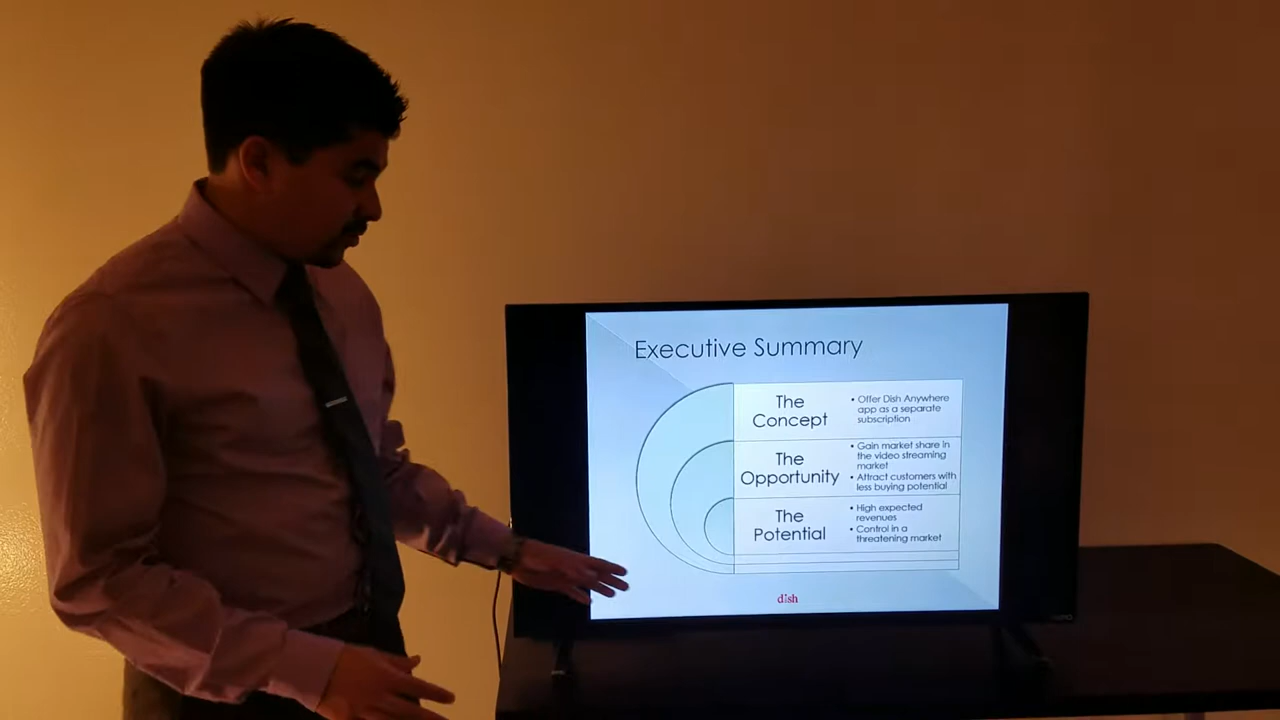 Executive Summary
The
Concept
• Offer Dish Anywhere
app as a separate
subscription
The
Opportunity
• Gain market share in
the video streaming
market
• Attract customers with
less buying potential
The
Potential
• High expected
revenues
• Control in a
threatening market
dish